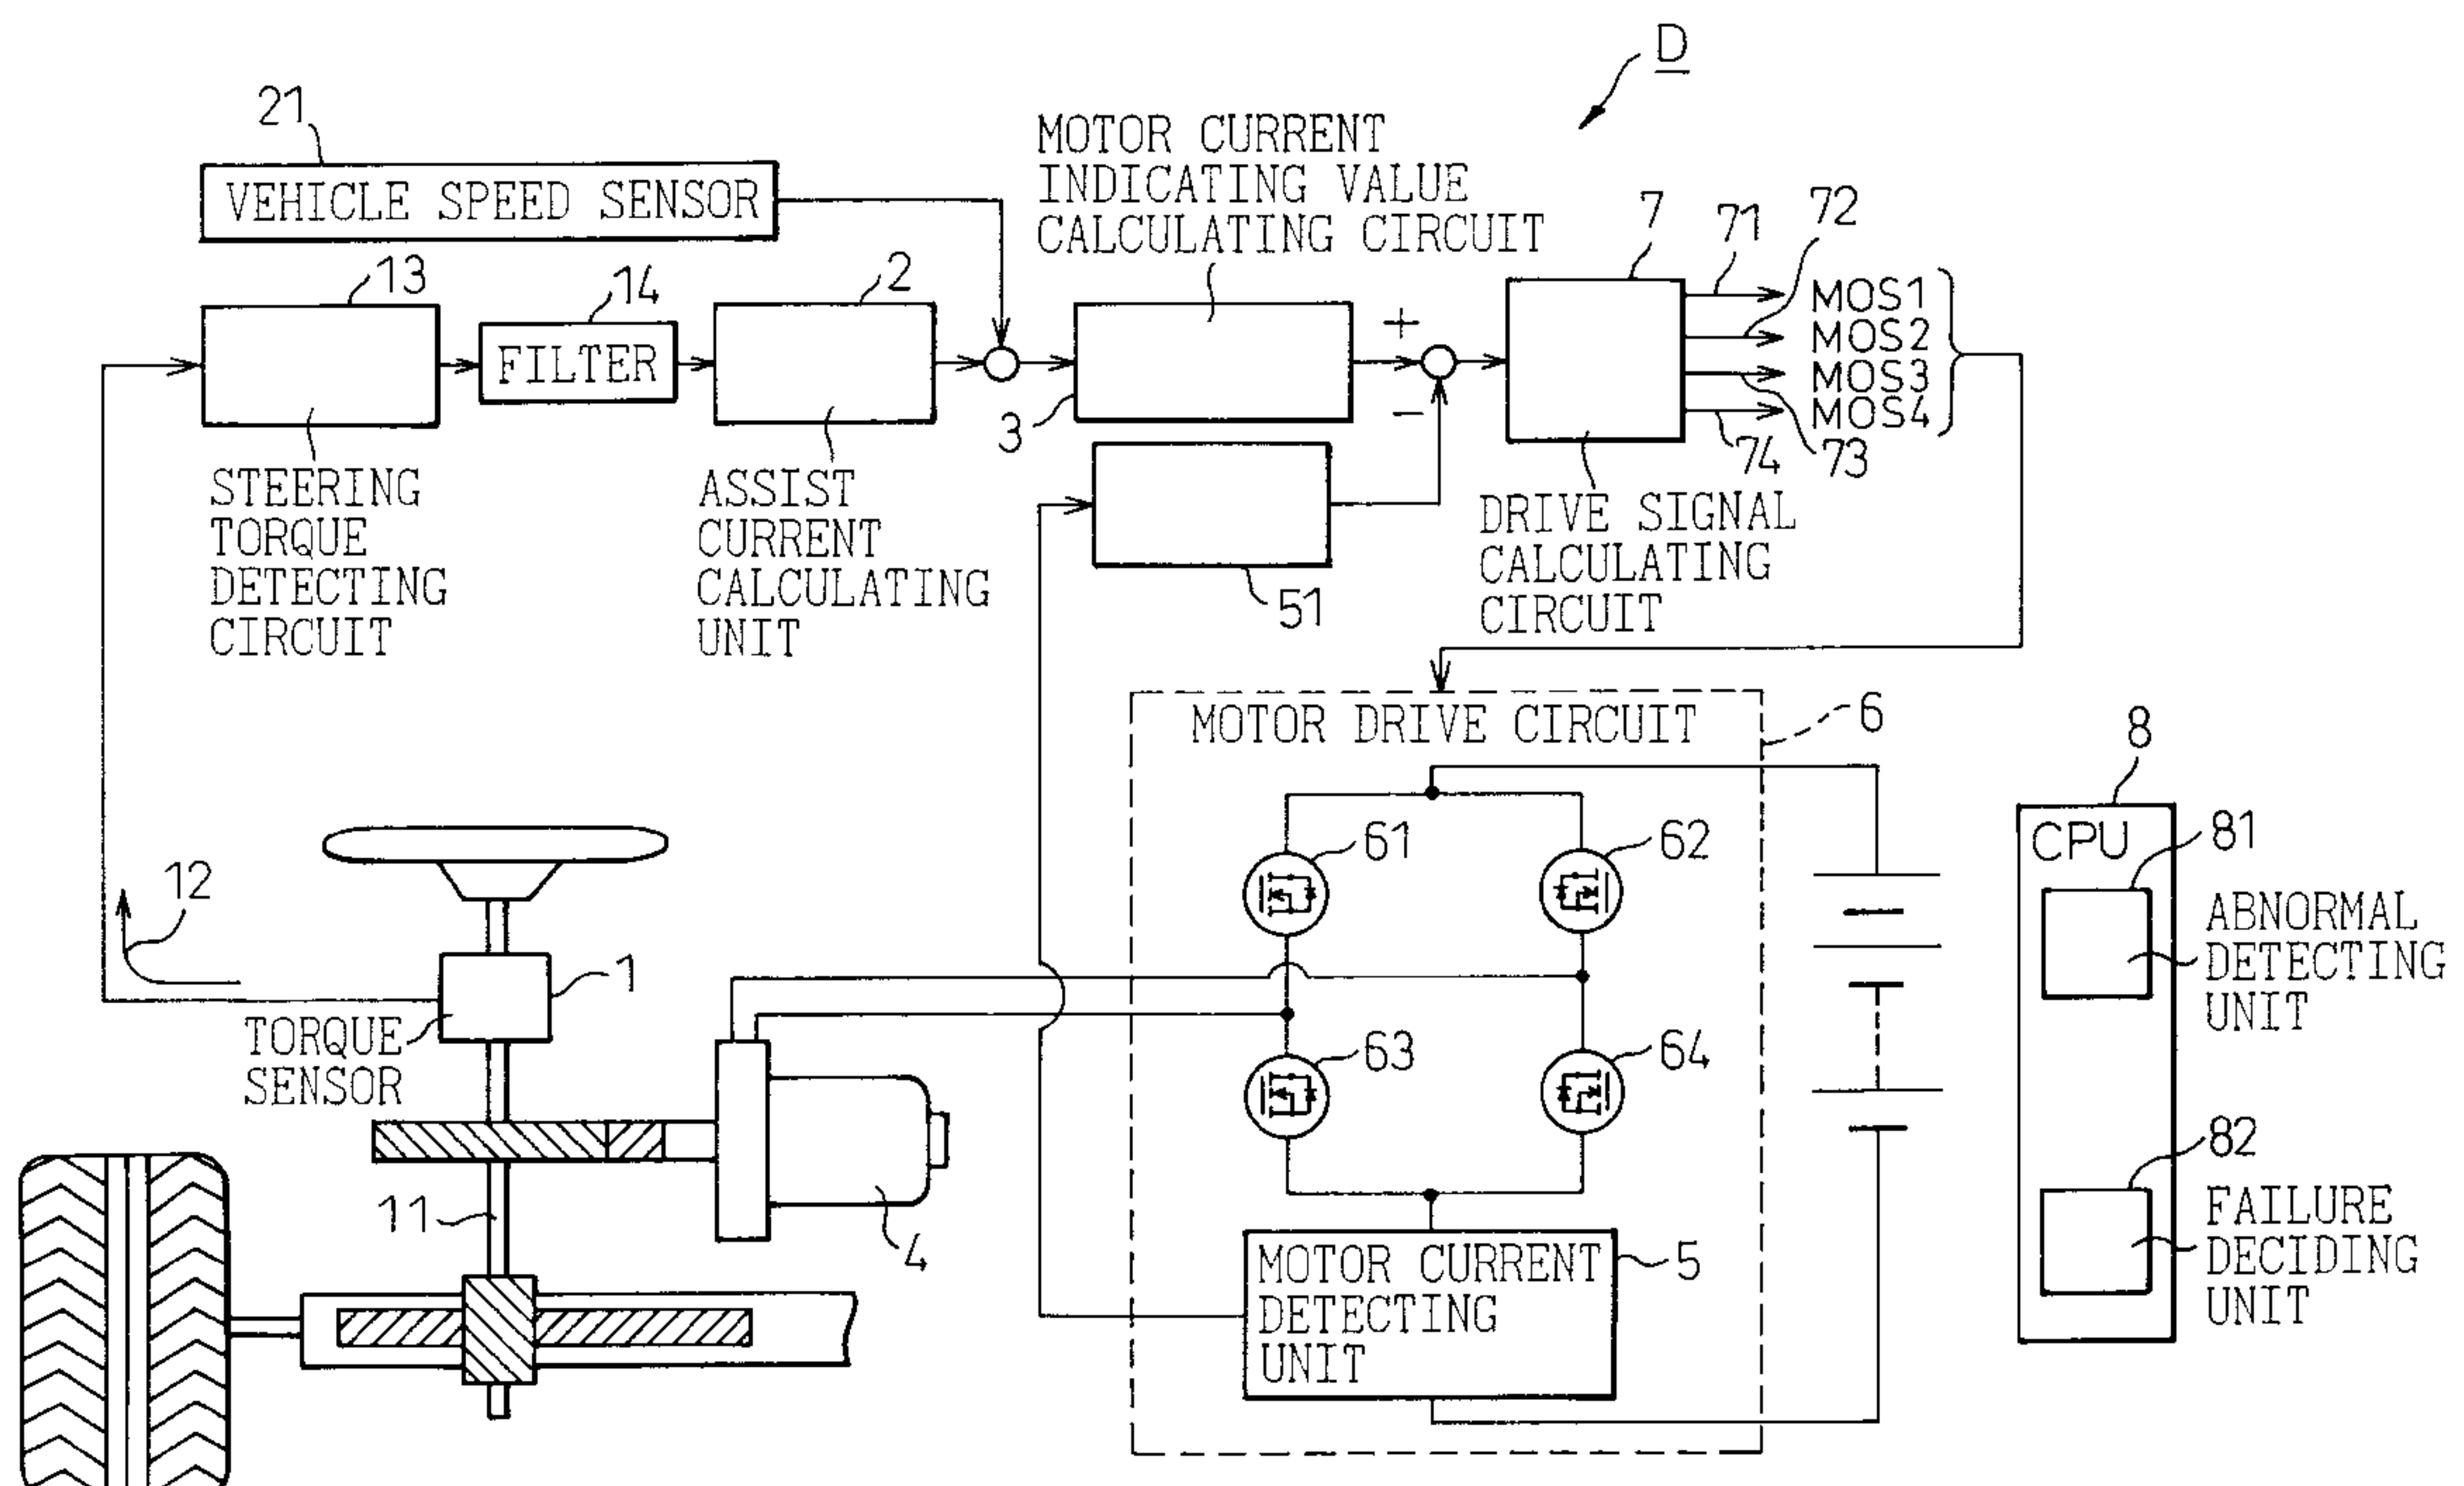 D
21
VEHICLE SPEED SENSOR
MOTOR CURRENT
INDICATING VALUE
CALCULATING CIRCUIT
13
14
FILTER
2
3
+
−
7
71
72
MOS1
MOS2
MOS3
MOS4
74
73
STEERING
TORQUE
DETECTING
CIRCUIT
ASSIST
CURRENT
CALCULATING
UNIT
51
DRIVE SIGNAL
CALCULATING
CIRCUIT
MOTOR DRIVE CIRCUIT
6
61
62
63
64
8
CPU
81
ABNORMAL
DETECTING
UNIT
82
FAILURE
DECIDING
UNIT
12
1
TORQUE
SENSOR
11
4
MOTOR CURRENT
DETECTING
UNIT
5